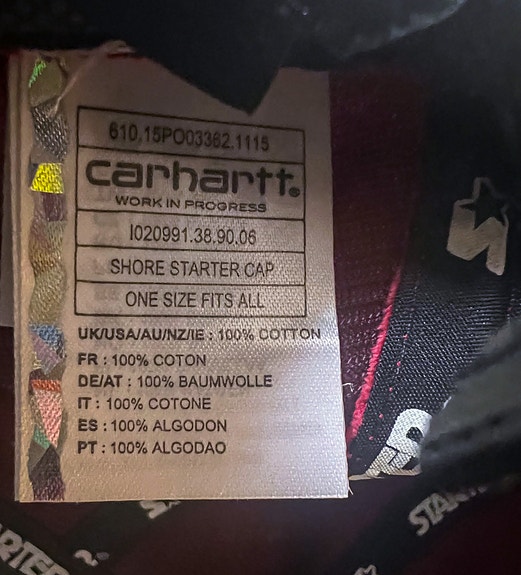 610.15PO03362.1115
carhartt®
WORK IN PROGRESS
I020991.38.90.06
SHORE STARTER CAP
ONE SIZE FITS ALL
UK/USA/AU/NZ/IE : 100% COTTON
FR : 100% COTON
DE/AT : 100% BAUMWOLLE
IT : 100% COTONE
ES : 100% ALGODON
PT : 100% ALGODAO